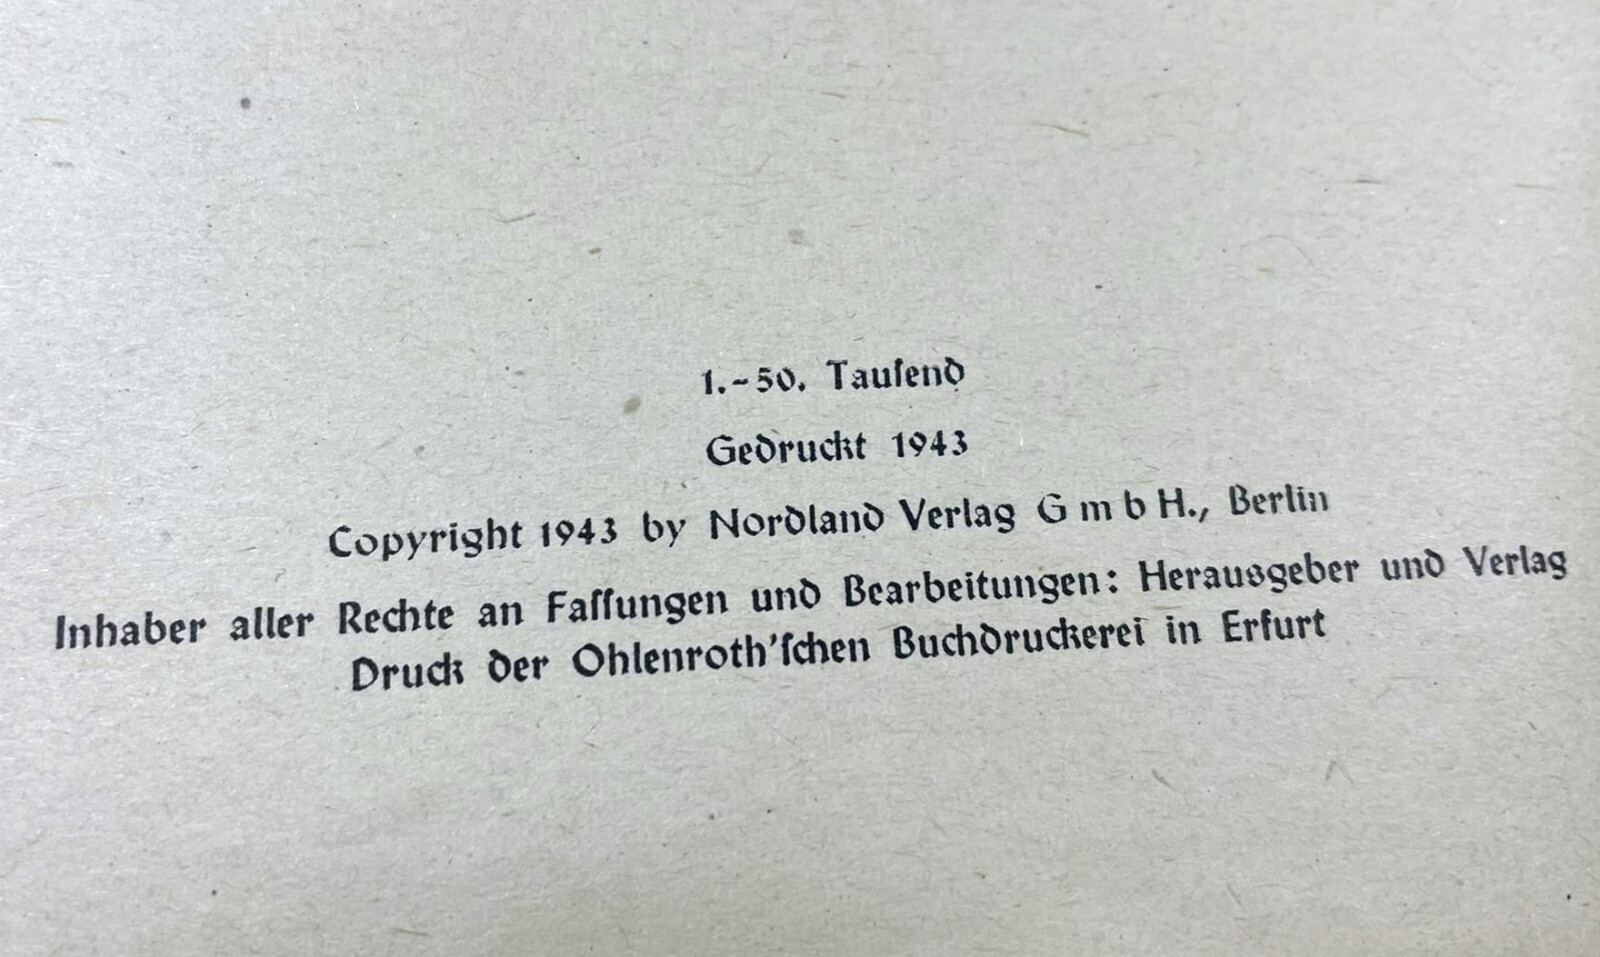 1.-50. Tauſend
Gedruckt 1943
Copyright 1943 by Nordland Verlag G m b H., Berlin
Inhaber aller Rechte an Faſſungen und Bearbeitungen: Herausgeber und Verlag
Druck der Ohlenroth'ſchen Buchdruckerei in Erfurt